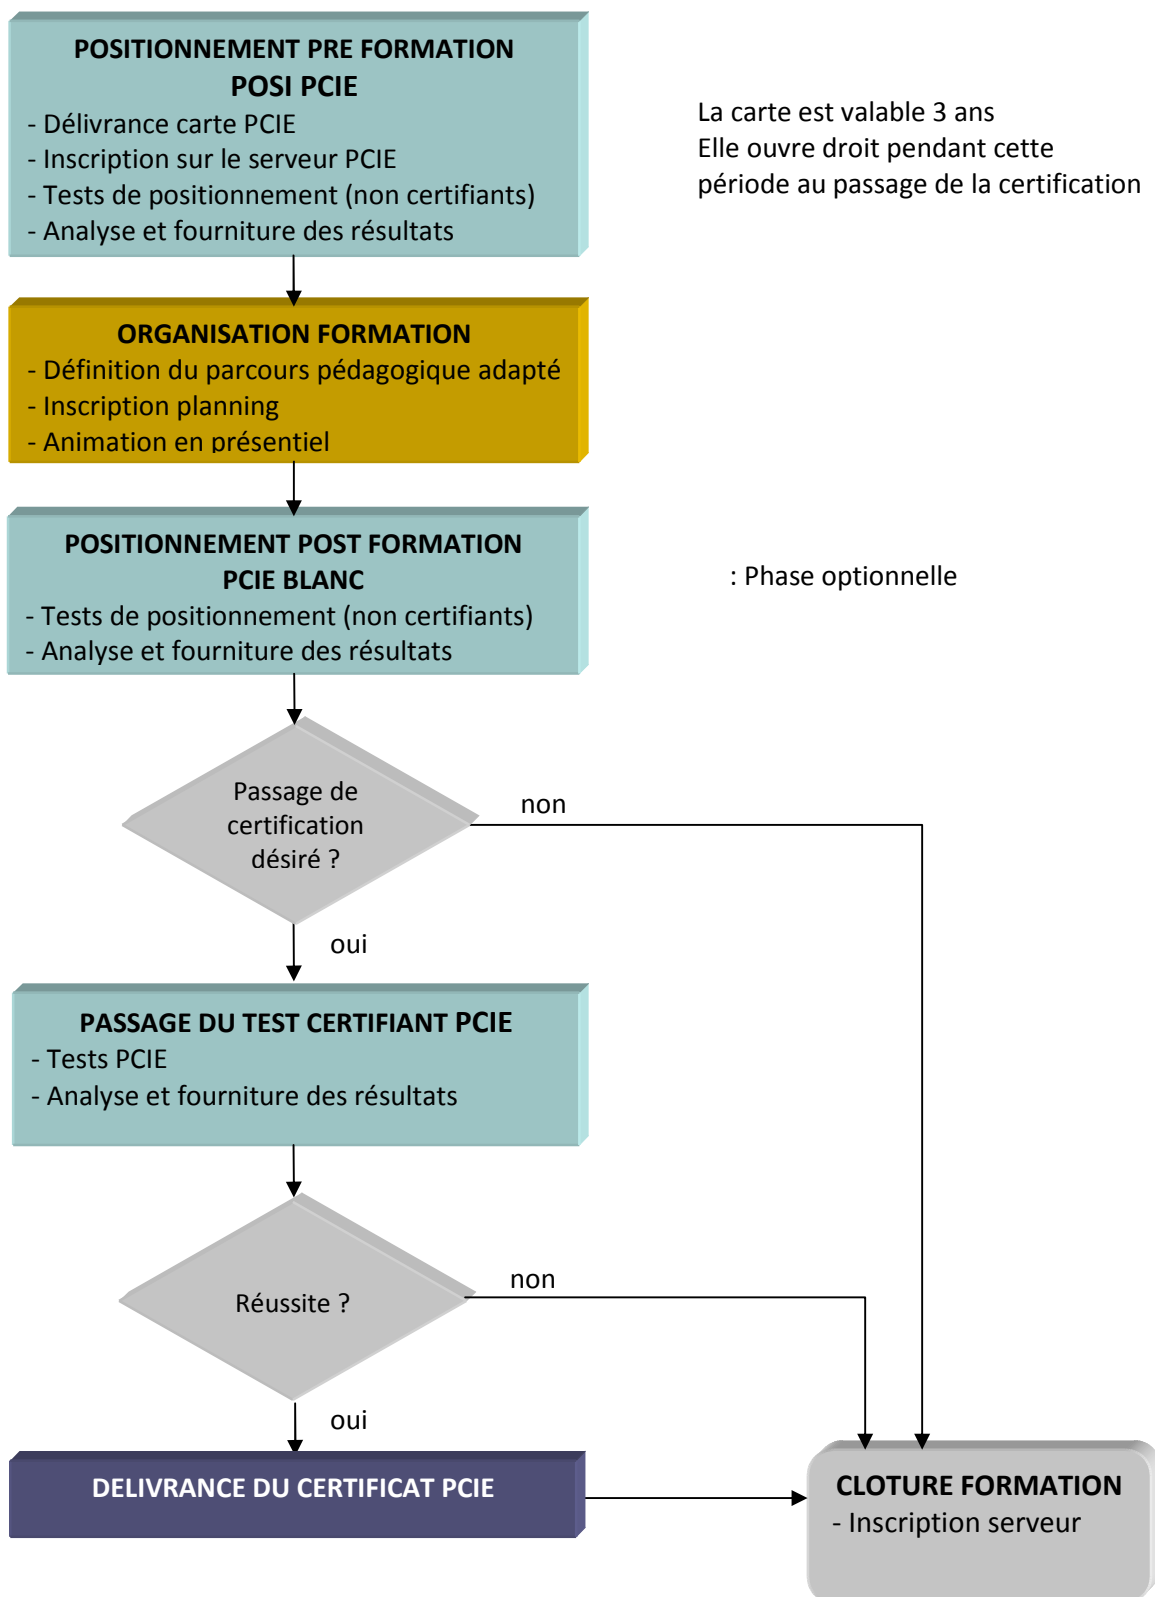 POSITIONNEMENT PRE FORMATION
POSI PCIE
- Délivrance carte PCIE
- Inscription sur le serveur PCIE
- Tests de positionnement (non certifiants)
- Analyse et fourniture des résultats
La carte est valable 3 ans
Elle ouvre droit pendant cette
période au passage de la certification
ORGANISATION FORMATION
- Définition du parcours pédagogique adapté
- Inscription planning
- Animation en présentiel
POSITIONNEMENT POST FORMATION
PCIE BLANC
- Tests de positionnement (non certifiants)
- Analyse et fourniture des résultats
: Phase optionnelle
Passage de
certification
désiré ?
non
oui
PASSAGE DU TEST CERTIFIANT PCIE
- Tests PCIE
- Analyse et fourniture des résultats
Réussite ?
non
oui
DELIVRANCE DU CERTIFICAT PCIE
CLOTURE FORMATION
- Inscription serveur